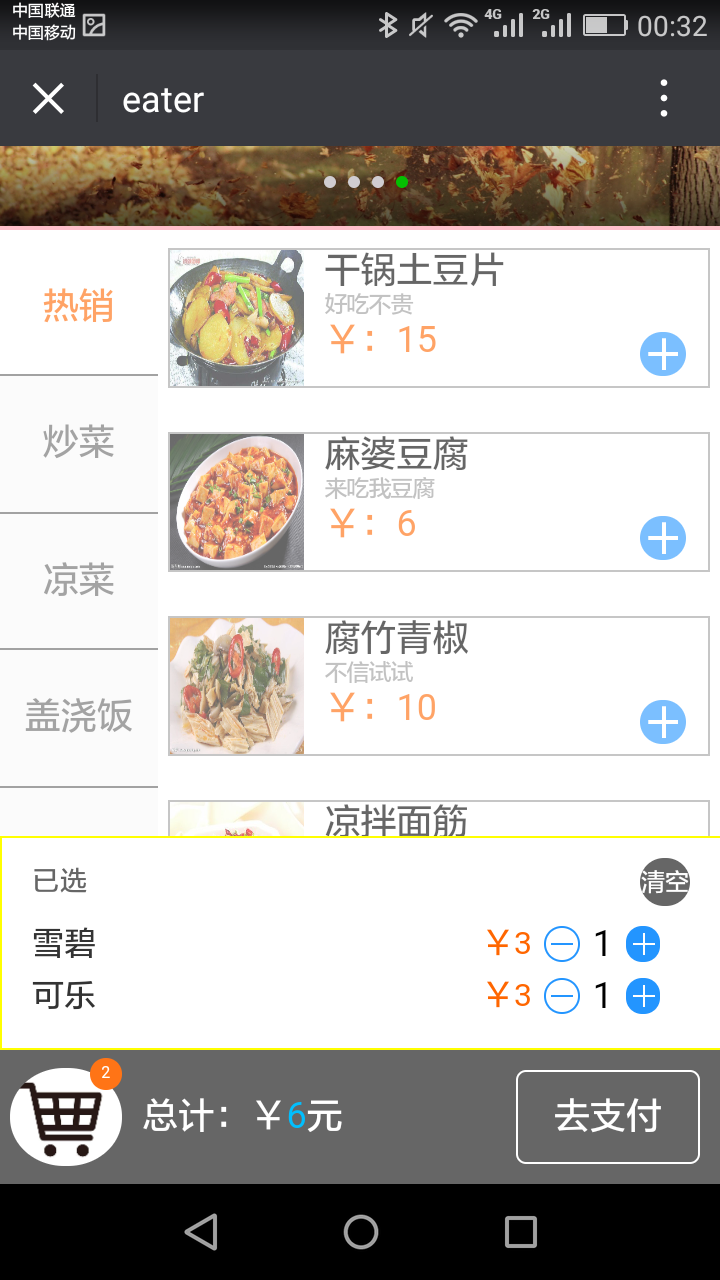 中国联通
中国移动
4G
2G
00:32
eater
热销
炒菜
凉菜
盖浇饭
干锅土豆片
好吃不贵
￥：15
麻婆豆腐
来吃我豆腐
￥：6
腐竹青椒
不信试试
￥：10
凉拌面筋
已选
清空
雪碧
￥3
1
可乐
￥3
1
2
总计：￥6元
去支付